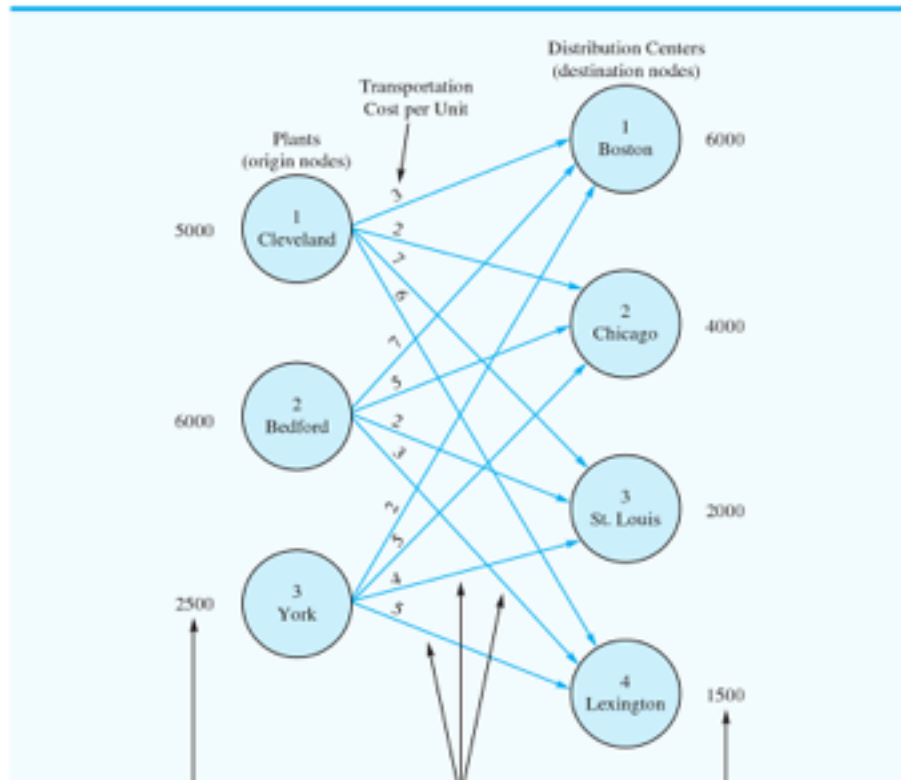 Distribution Centers
(destination nodes)
Transportation
Cost per Unit
Plants
(origin nodes)
1
Boston
6000
5000
1
Cleveland
3
2
7
6
2
Chicago
4000
6000
2
Bedford
7
5
2
3
3
St. Louis
2000
2500
3
York
2
5
4
5
4
Lexington
1500